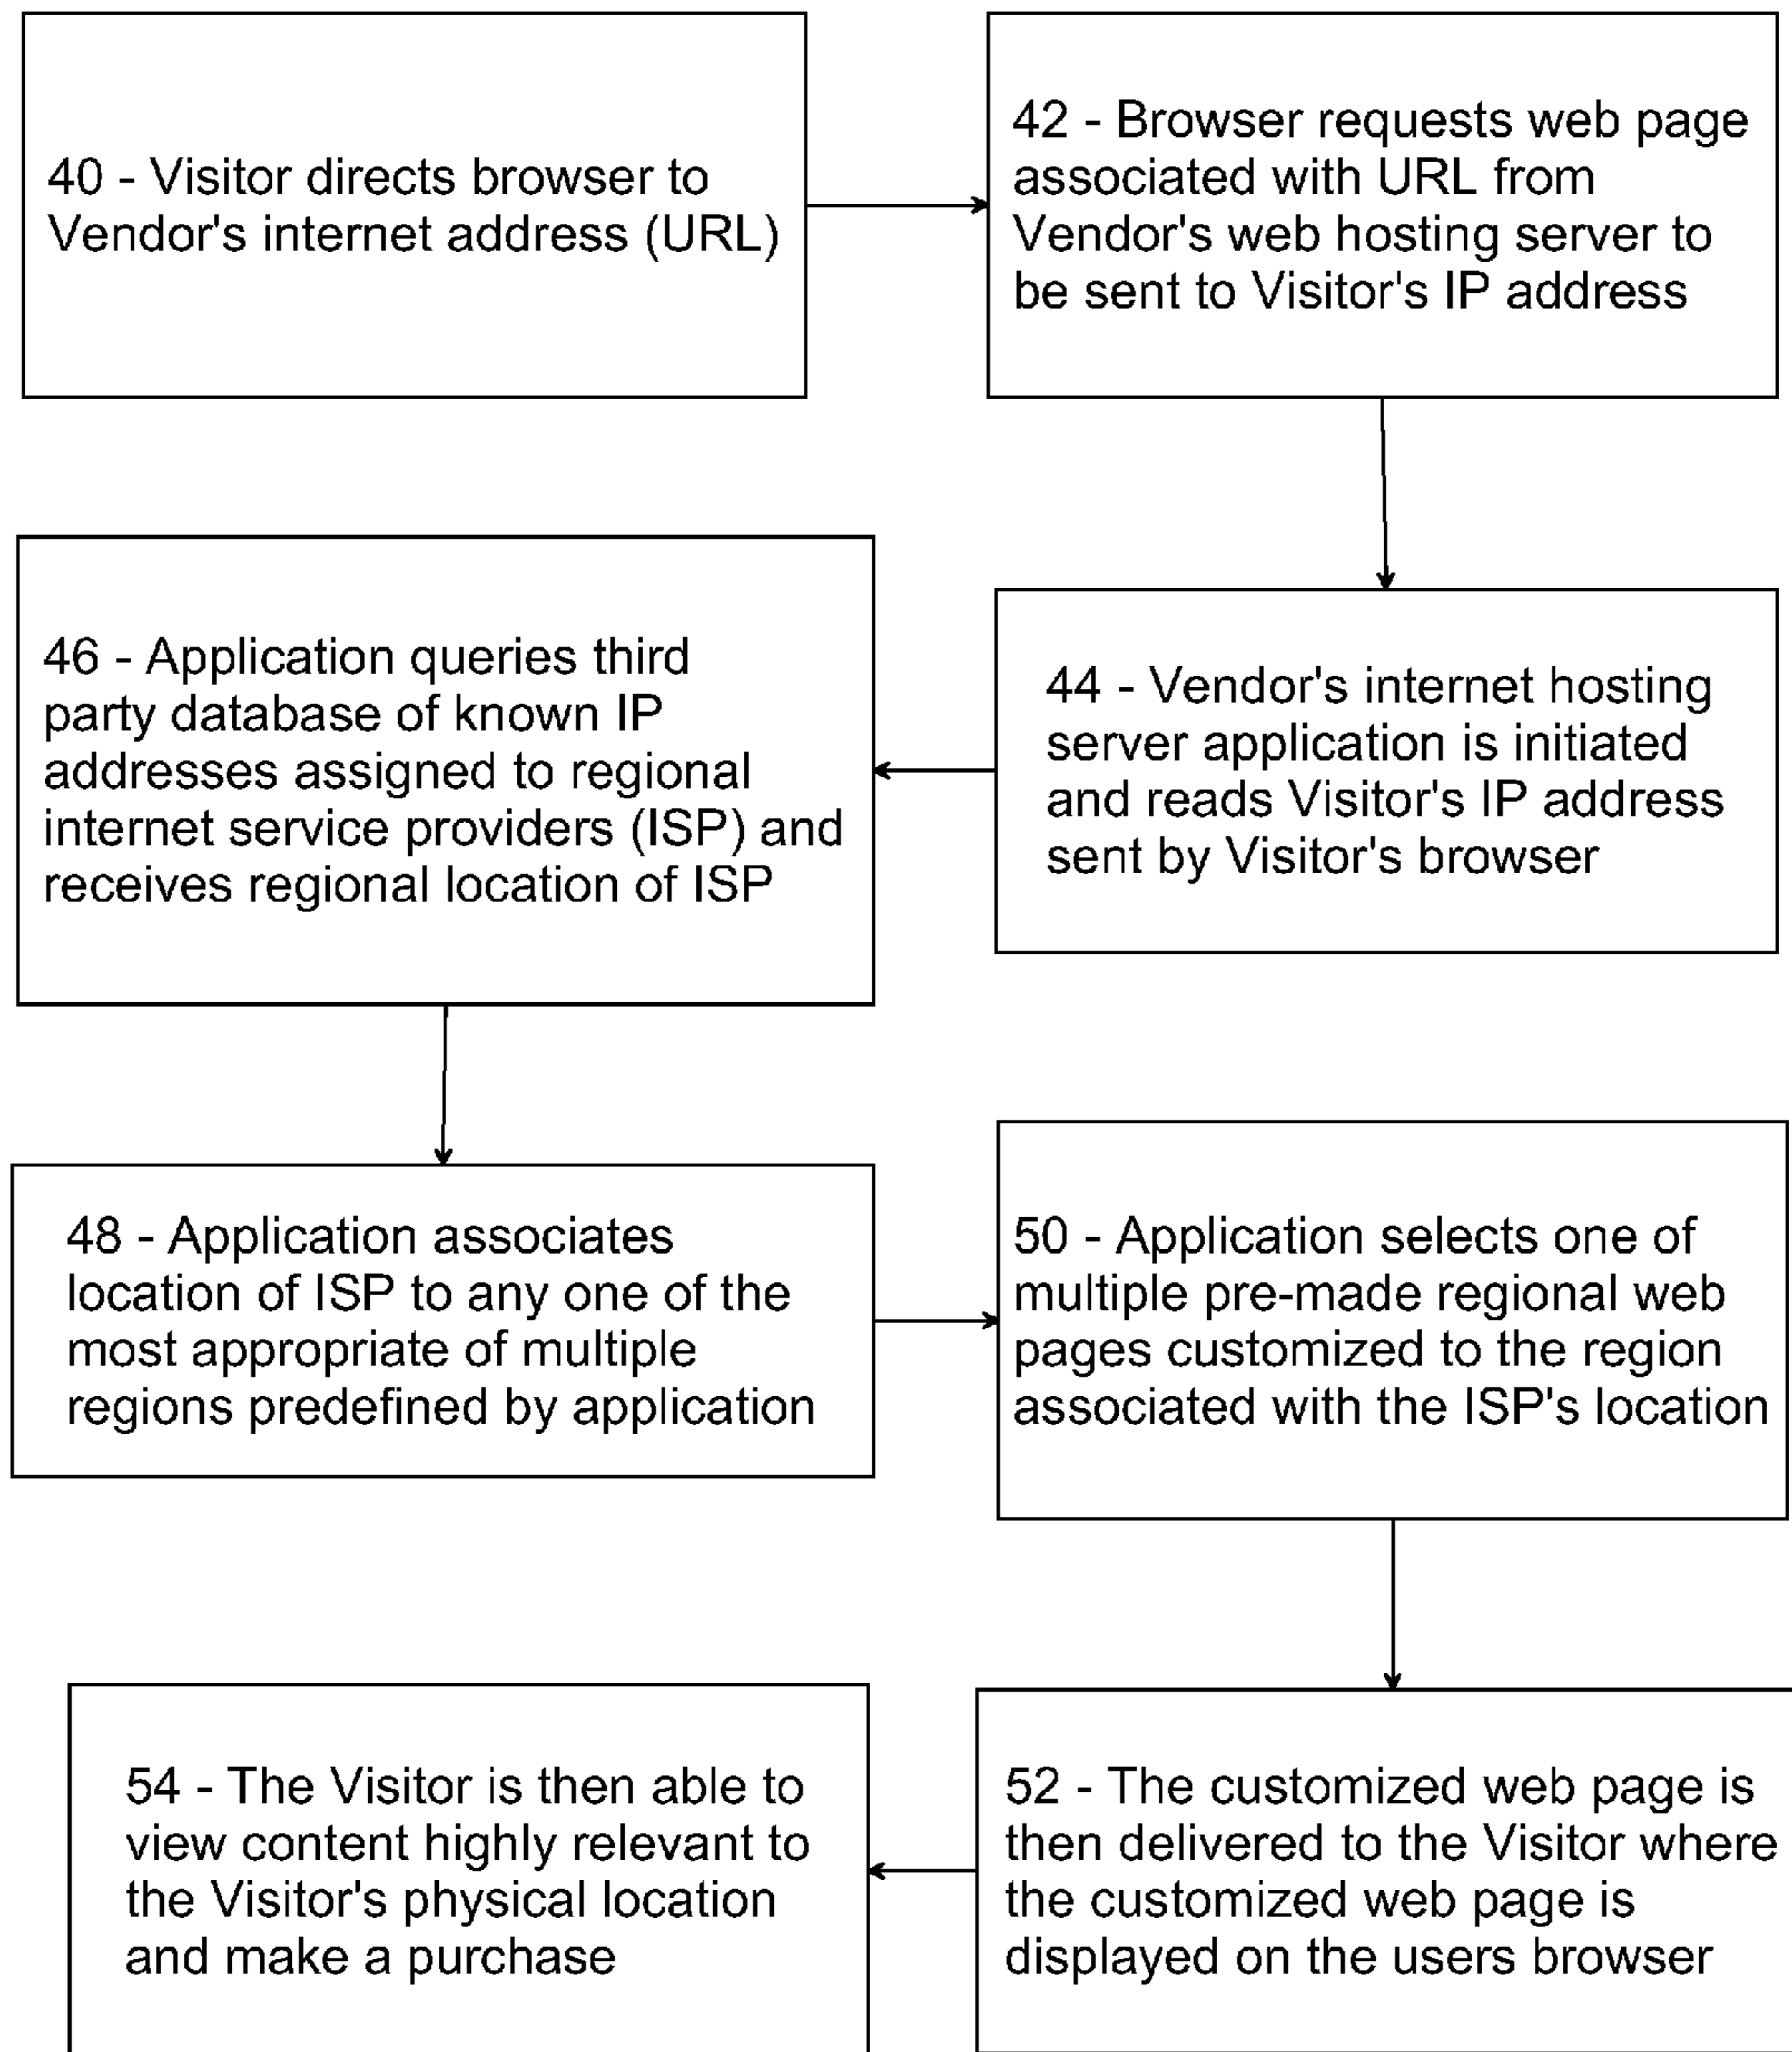 40 - Visitor directs browser to
Vendor's internet address (URL)
42 - Browser requests web page
associated with URL from
Vendor's web hosting server to
be sent to Visitor's IP address
44 - Vendor's internet hosting
server application is initiated
and reads Visitor's IP address
sent by Visitor's browser
46 - Application queries third
party database of known IP
addresses assigned to regional
internet service providers (ISP) and
receives regional location of ISP
48 - Application associates
location of ISP to any one of the
most appropriate of multiple
regions predefined by application
50 - Application selects one of
multiple pre-made regional web
pages customized to the region
associated with the ISP's location
52 - The customized web page is
then delivered to the Visitor where
the customized web page is
displayed on the users browser
54 - The Visitor is then able to
view content highly relevant to
the Visitor's physical location
and make a purchase